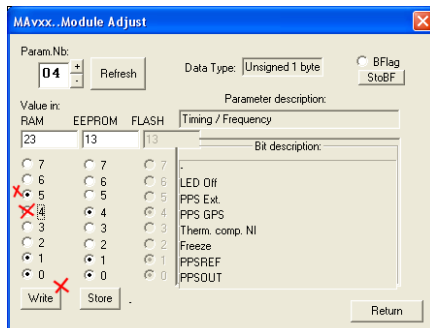 MAvxx..Module Adjust
Param.Nb:
04 + - Refresh
Data Type: Unsigned 1 byte
BFlag
StoBF
Value in:
RAM EEPROM FLASH
23 13 13
Parameter description:
Timing / Frequency
Bit description:
7 7 7 -
6 6 6 LED Off
5 5 5 PPS Ext.
4 4 4 PPS GPS
3 3 3 Therm. comp. NI
2 2 2 Freeze
1 1 1 PPSREF
0 0 0 PPSOUT
Write Store -
Return